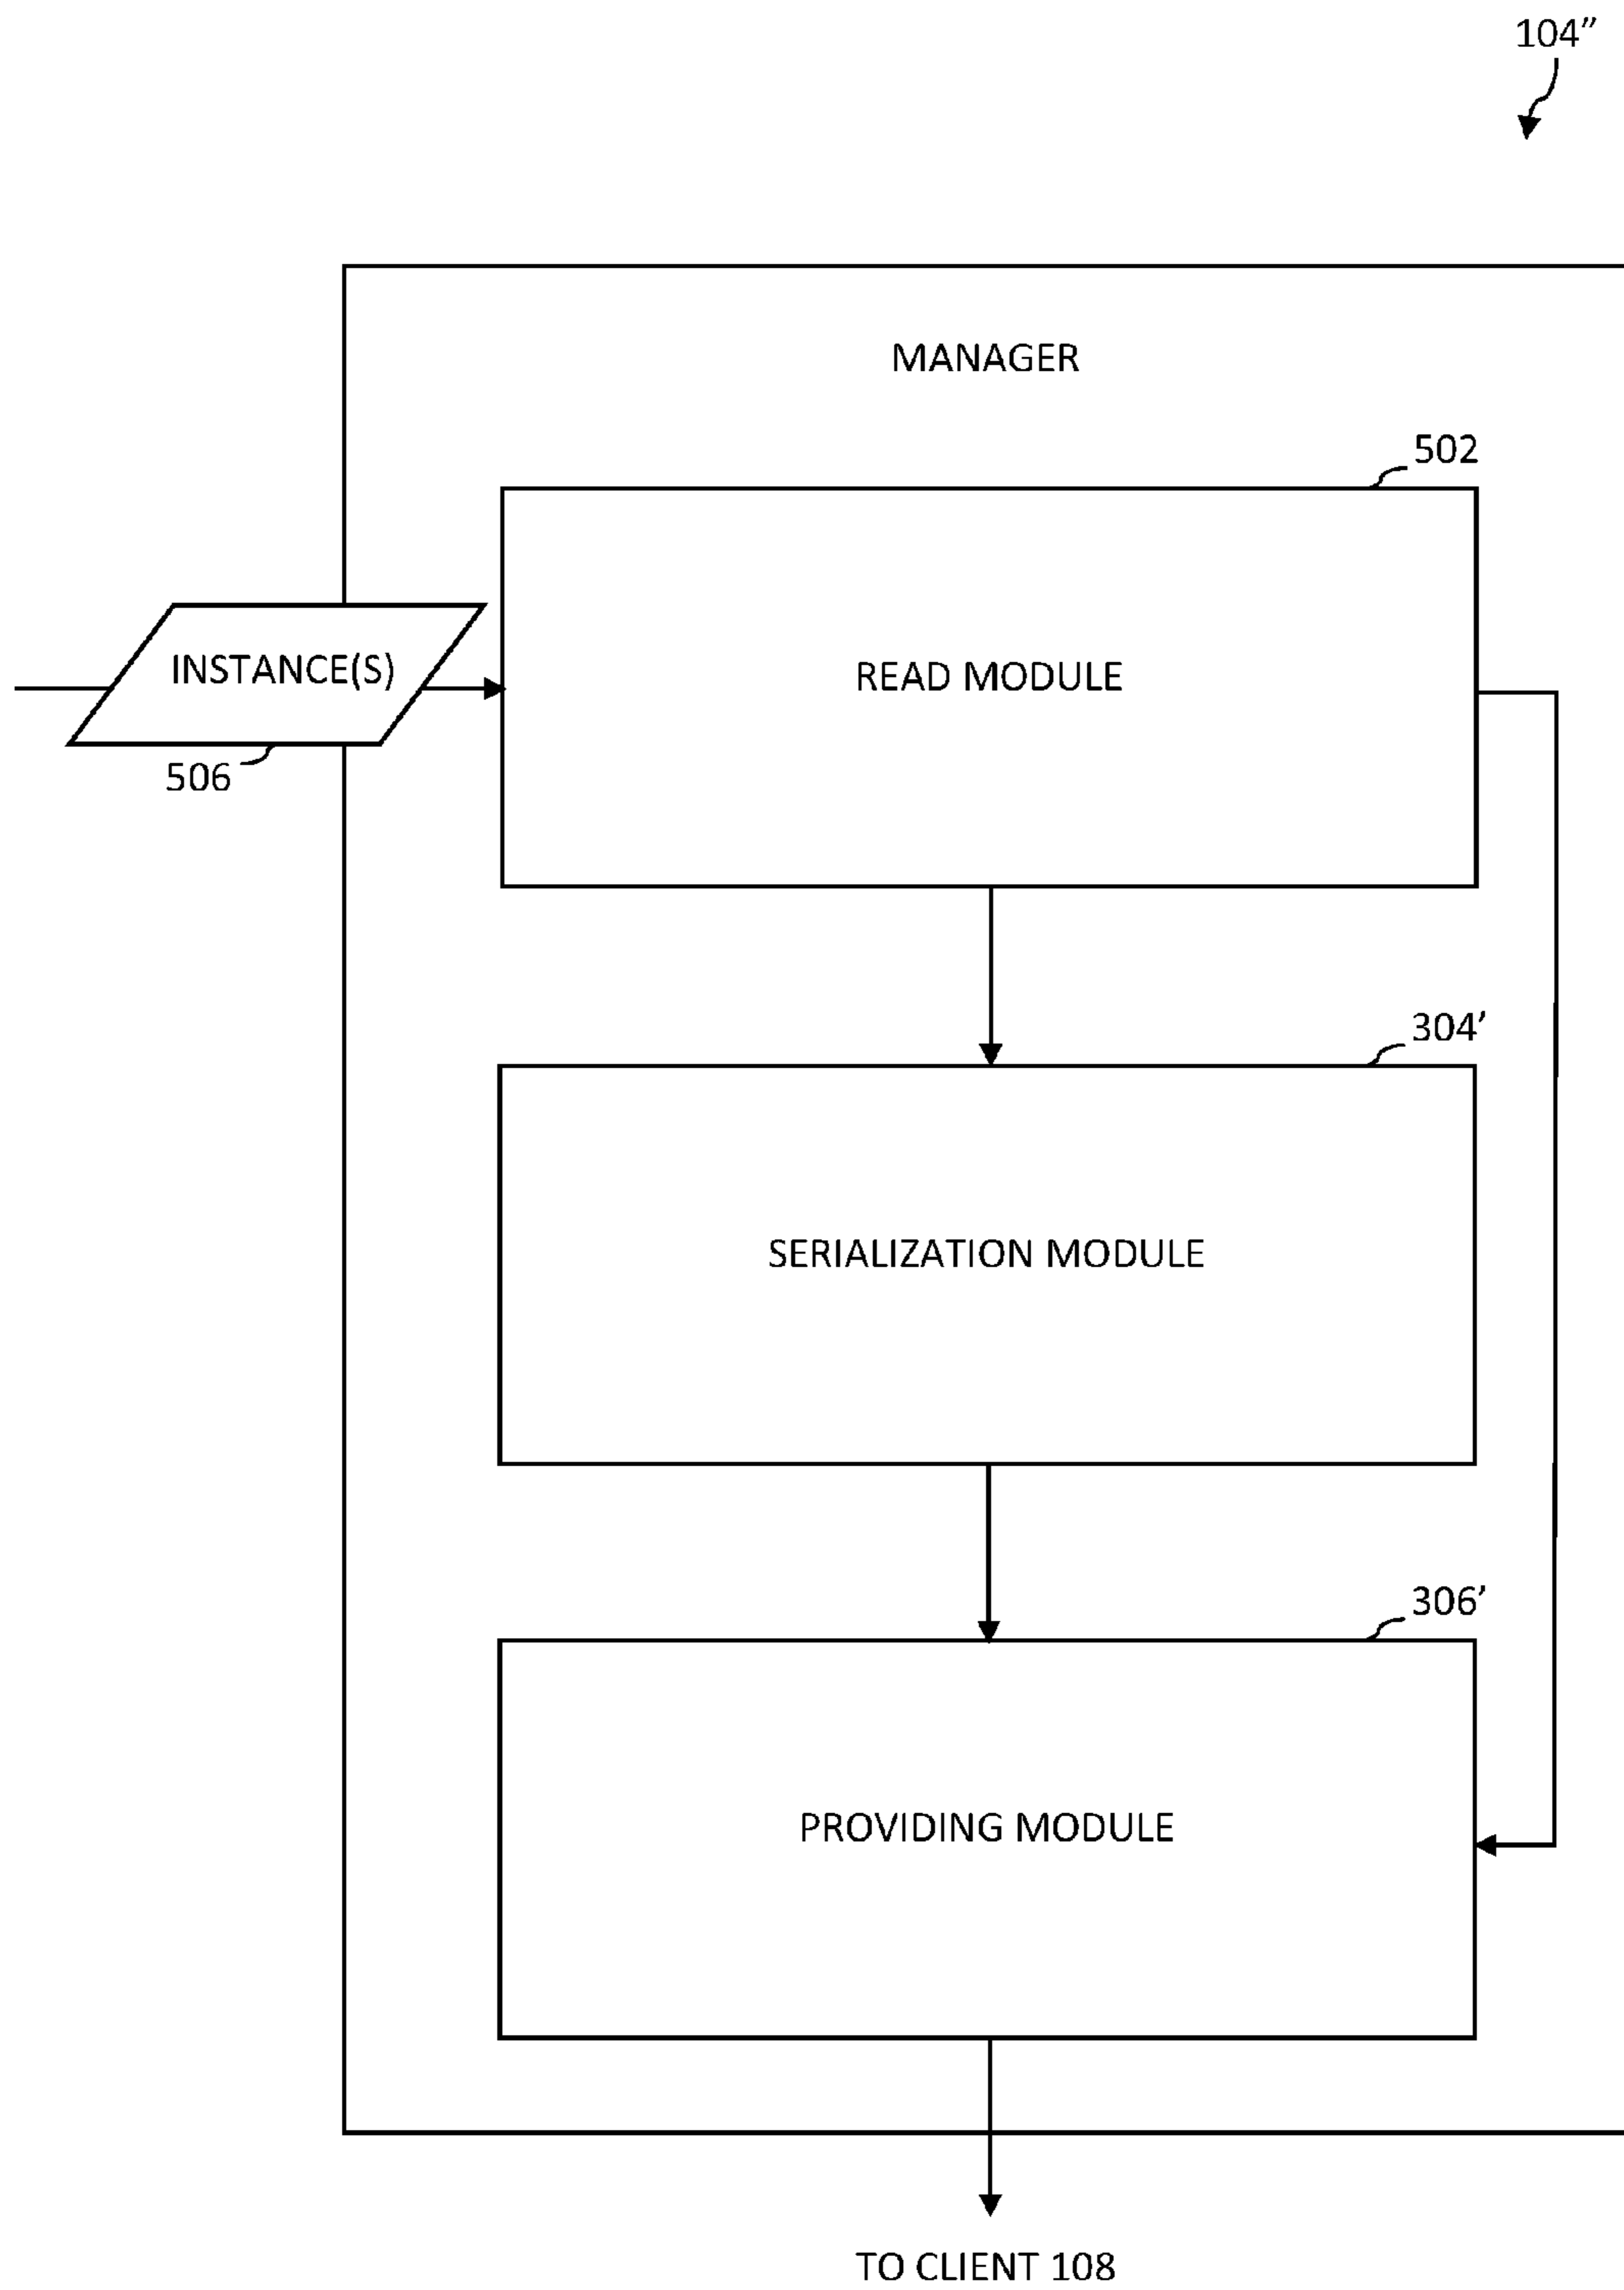 104”
MANAGER
502
INSTANCE(S)
READ MODULE
506
304’
SERIALIZATION MODULE
306’
PROVIDING MODULE
TO CLIENT 108